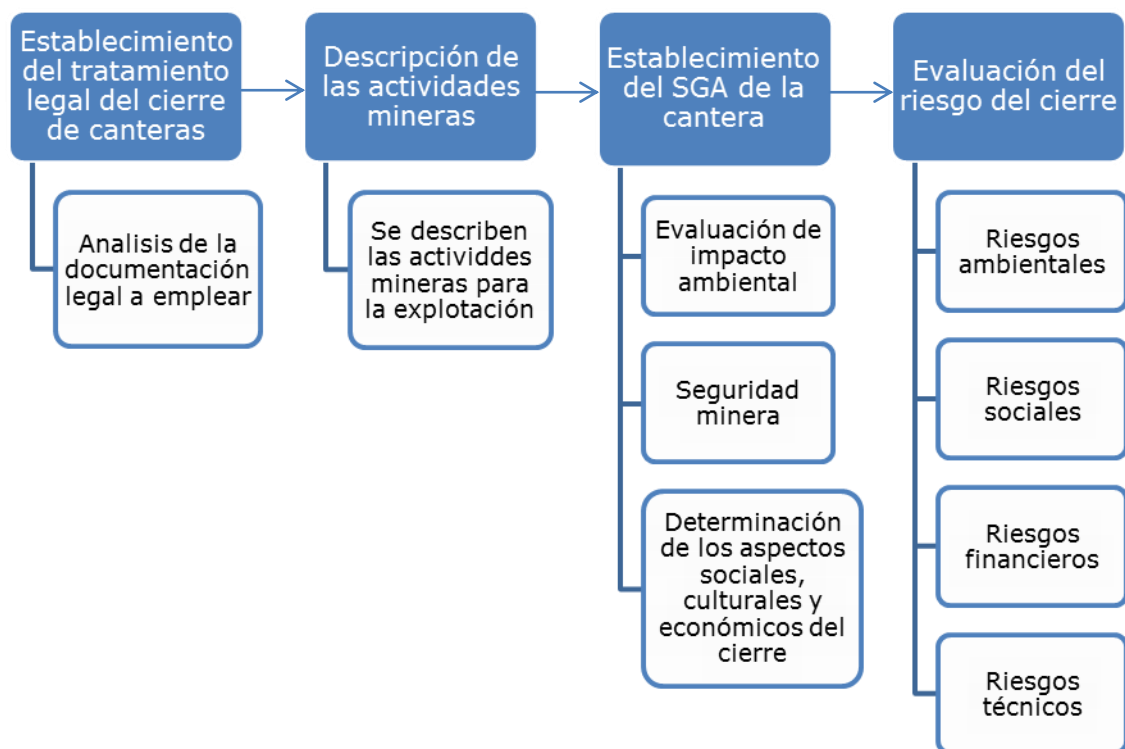 Establecimiento
del tratamiento
legal del cierre
de canteras
Analisis de la
documentación
legal a emplear
Descripción de
las actividades
mineras
Se describen
las actividdes
mineras para
la explotación
Establecimiento
del SGA de la
cantera
Evaluación de
impacto
ambiental
Seguridad
minera
Determinación
de los aspectos
sociales,
culturales y
económicos del
cierre
Evaluación del
riesgo del cierre
Riesgos
ambientales
Riesgos
sociales
Riesgos
financieros
Riesgos
técnicos